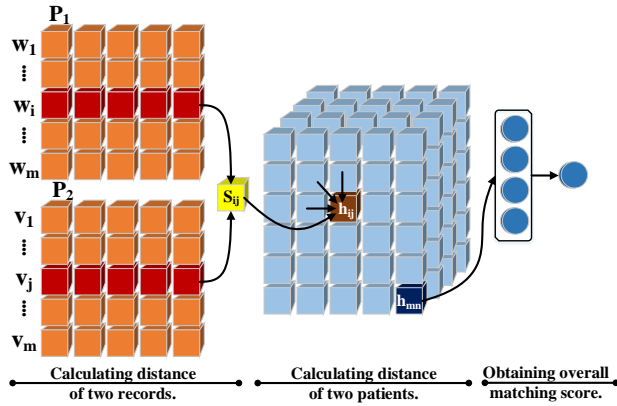 P1
w1
⋮
wi
⋮
wm
P2
v1
⋮
vj
⋮
vm
Sij
hij
hmn
Calculating distance
of two records.
Calculating distance
of two patients.
Obtaining overall
matching score.